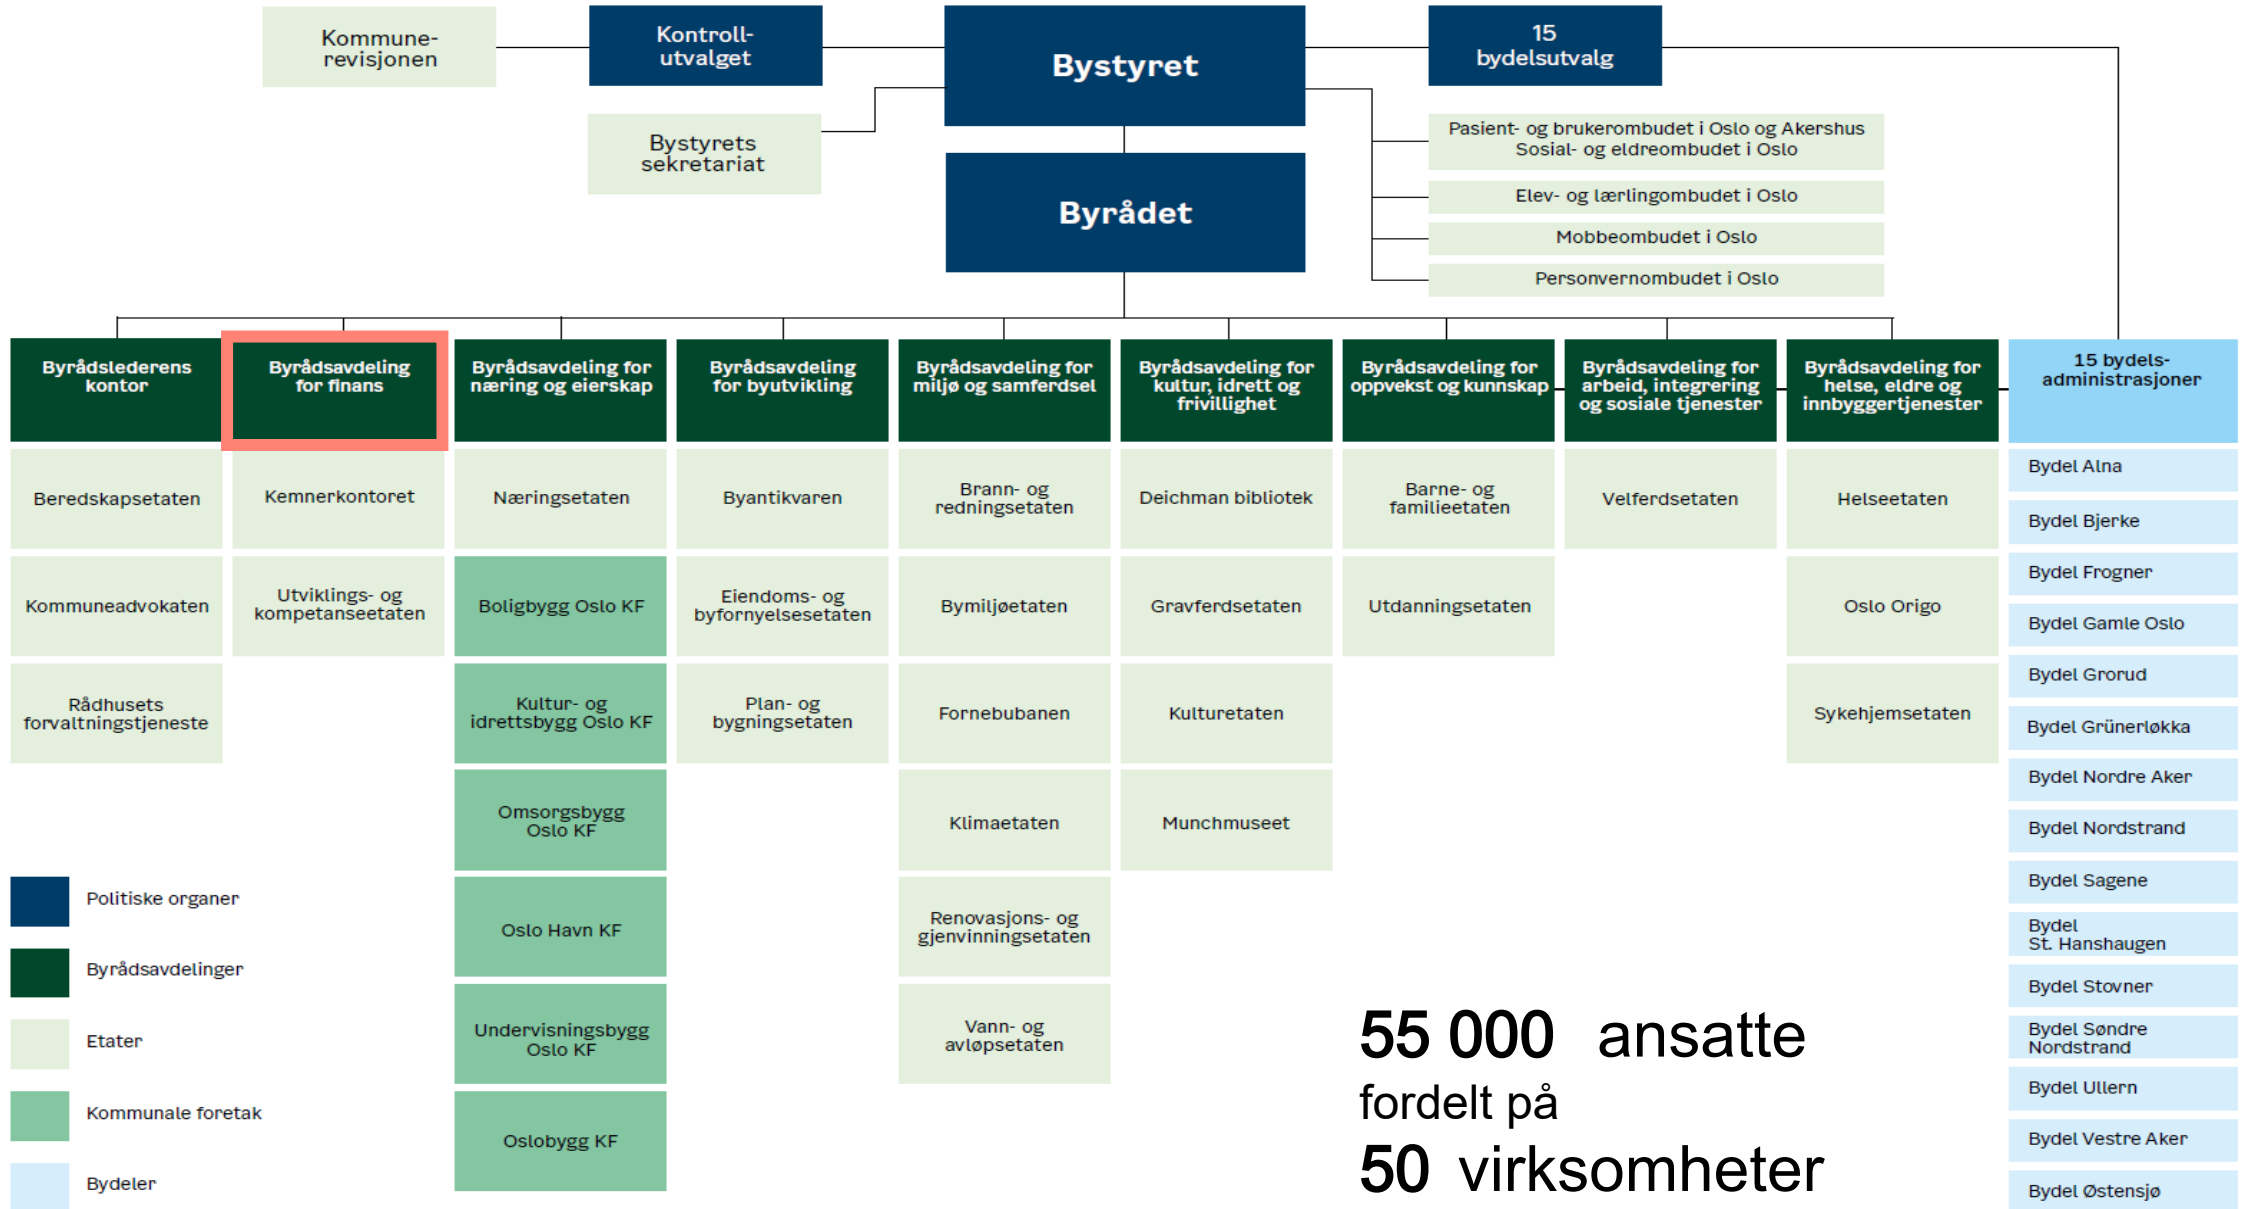 Kommune-
revisjonen
Kontroll-
utvalget
Bystyret
15
bydelsutvalg
Bystyrets
sekretariat
Pasient- og brukerombudet i Oslo og Akershus
Sosial- og eldreombudet i Oslo
Elev- og lærlingombudet i Oslo
Mobbeombudet i Oslo
Personvernombudet i Oslo
Byrådet
Byrådslederens
kontor
Beredskapsetaten
Kommuneadvokaten
Rådhusets
forvaltningstjeneste
Byrådsavdeling
for finans
Kemnerkontoret
Utviklings- og
kompetanseetaten
Byrådsavdeling for
næring og eierskap
Næringsetaten
Boligbygg Oslo KF
Kultur- og
idrettsbygg Oslo KF
Omsorgsbygg
Oslo KF
Oslo Havn KF
Undervisningsbygg
Oslo KF
Oslobygg KF
Byrådsavdeling
for byutvikling
Byantikvaren
Eiendoms- og
byfornyelsesetaten
Plan- og
bygningsetaten
Byrådsavdeling for
miljø og samferdsel
Brann- og
redningsetaten
Bymiljøetaten
Fornebubanen
Klimaetaten
Renovasjons- og
gjenvinningsetaten
Vann- og
avløpsetaten
Byrådsavdeling for
kultur, idrett og
frivillighet
Deichman bibliotek
Gravferdsetaten
Kulturetaten
Munchmuseet
Byrådsavdeling for
oppvekst og kunnskap
Barne- og
familieetaten
Utdanningsetaten
Byrådsavdeling for
arbeid, integrering
og sosiale tjenester
Velferdsetaten
Byrådsavdeling for
helse, eldre og
innbyggertjenester
Helseetaten
Oslo Origo
Sykehjemsetaten
15 bydels-
administrasjoner
Bydel Alna
Bydel Bjerke
Bydel Frogner
Bydel Gamle Oslo
Bydel Grorud
Bydel Grünerløkka
Bydel Nordre Aker
Bydel Nordstrand
Bydel Sagene
Bydel
St. Hanshaugen
Bydel Stovner
Bydel Søndre
Nordstrand
Bydel Ullern
Bydel Vestre Aker
Bydel Østensjø
Politiske organer
Byrådsavdelinger
Etater
Kommunale foretak
Bydeler
55 000 ansatte
fordelt på
50 virksomheter